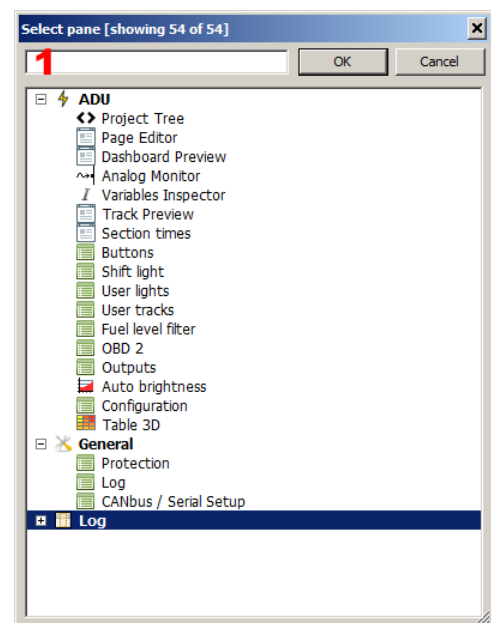 Select pane [showing 54 of 54]
1
OK Cancel
ADU
Project Tree
Page Editor
Dashboard Preview
Analog Monitor
Variables Inspector
Track Preview
Section times
Buttons
Shift light
User lights
User tracks
Fuel level filter
OBD 2
Outputs
Auto brightness
Configuration
Table 3D
General
Protection
Log
CANbus / Serial Setup
Log